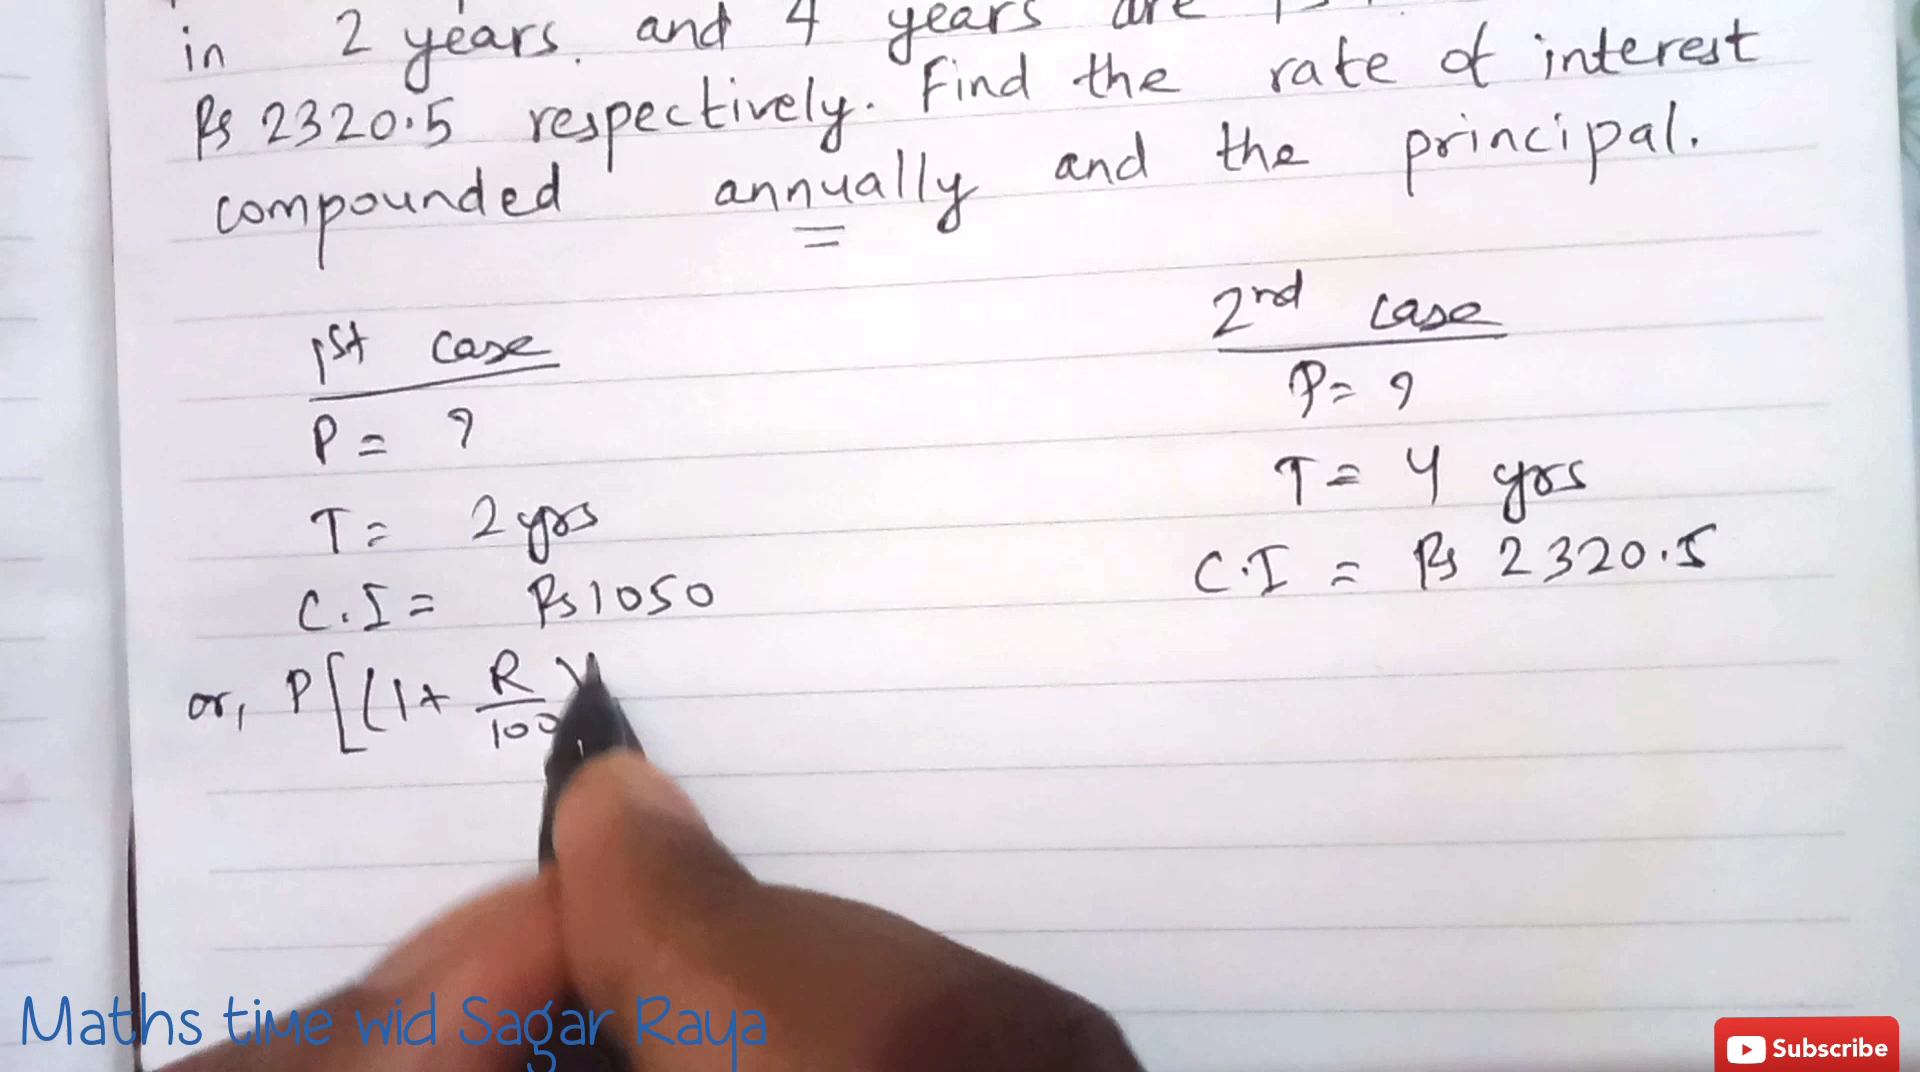 in 2 years. and 4 years are
Rs 2320.5 respectively. Find the rate of interest
compounded annually and the principal.
1st case
P = ?
T = 2 yrs
C.I = Rs 1050
or, P[(1+ R/100)
2nd case
P = ?
T = 4 yrs
C.I = Rs 2320.5
Maths time wid Sagar Raya
Subscribe